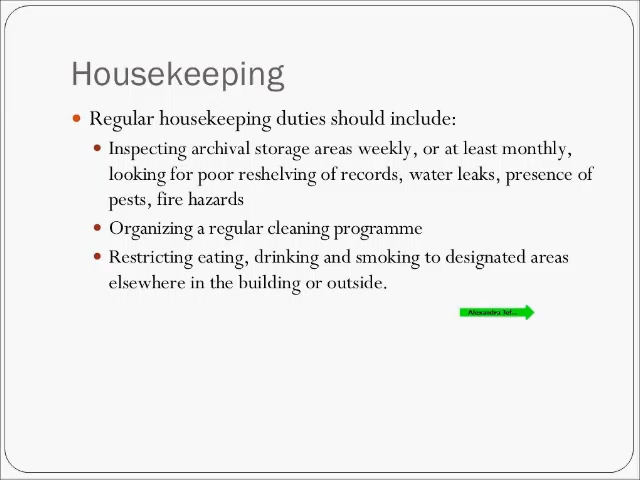 Housekeeping
• Regular housekeeping duties should include:
• Inspecting archival storage areas weekly, or at least monthly,
looking for poor reshelving of records, water leaks, presence of
pests, fire hazards
• Organizing a regular cleaning programme
• Restricting eating, drinking and smoking to designated areas
elsewhere in the building or outside.
Alexandra Jef...